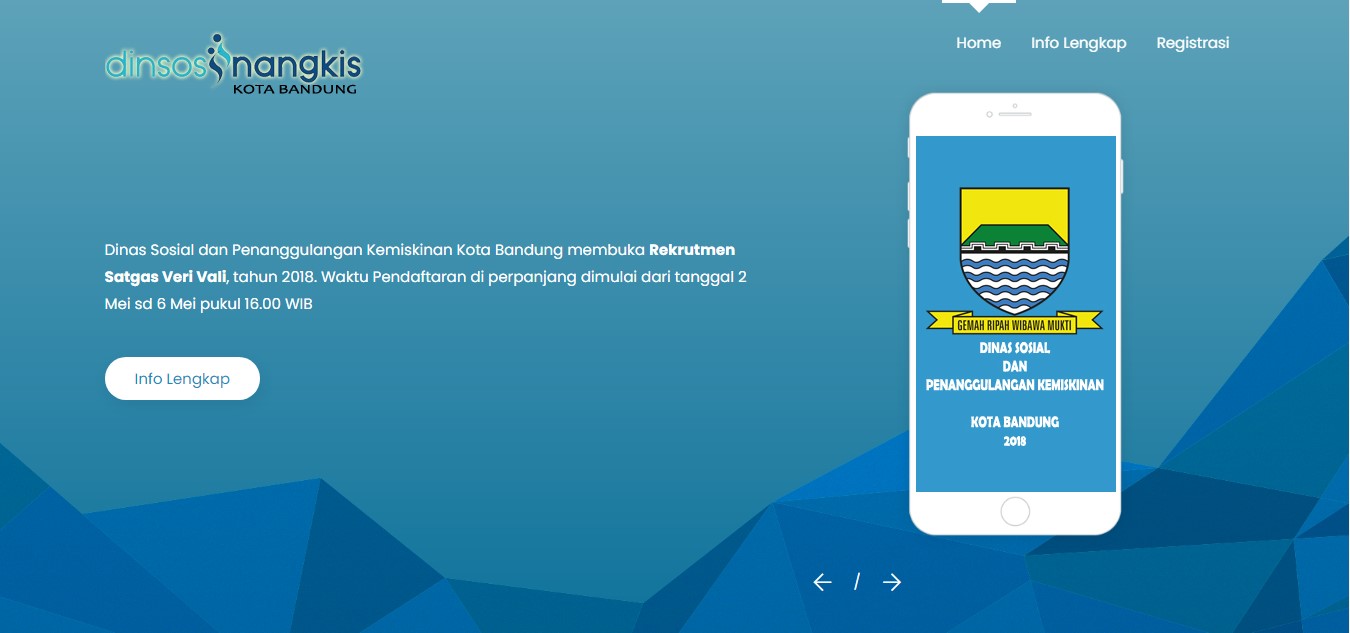 dinsosnangkis
KOTA BANDUNG
Home
Info Lengkap
Registrasi
Dinas Sosial dan Penanggulangan Kemiskinan Kota Bandung membuka Rekrutmen
Satgas Veri Vali, tahun 2018. Waktu Pendaftaran di perpanjang dimulai dari tanggal 2
Mei sd 6 Mei pukul 16.00 WIB
Info Lengkap
GEMAH RIPAH WIBAWA MUKTI
DINAS SOSIAL
DAN
PENANGGULANGAN KEMISKINAN
KOTA BANDUNG
2018
/